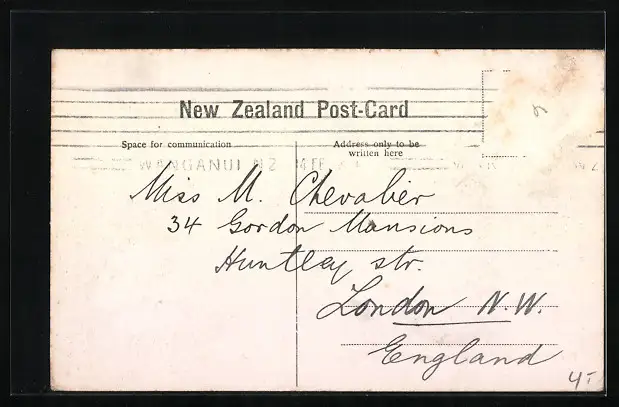 New Zealand Post-Card
Space for communication
Address only to be
written here
WANGANUI NZ
Miss M. Chevalier
34 Gordon Mansions
Huntley str.
London N.W.
England
4-